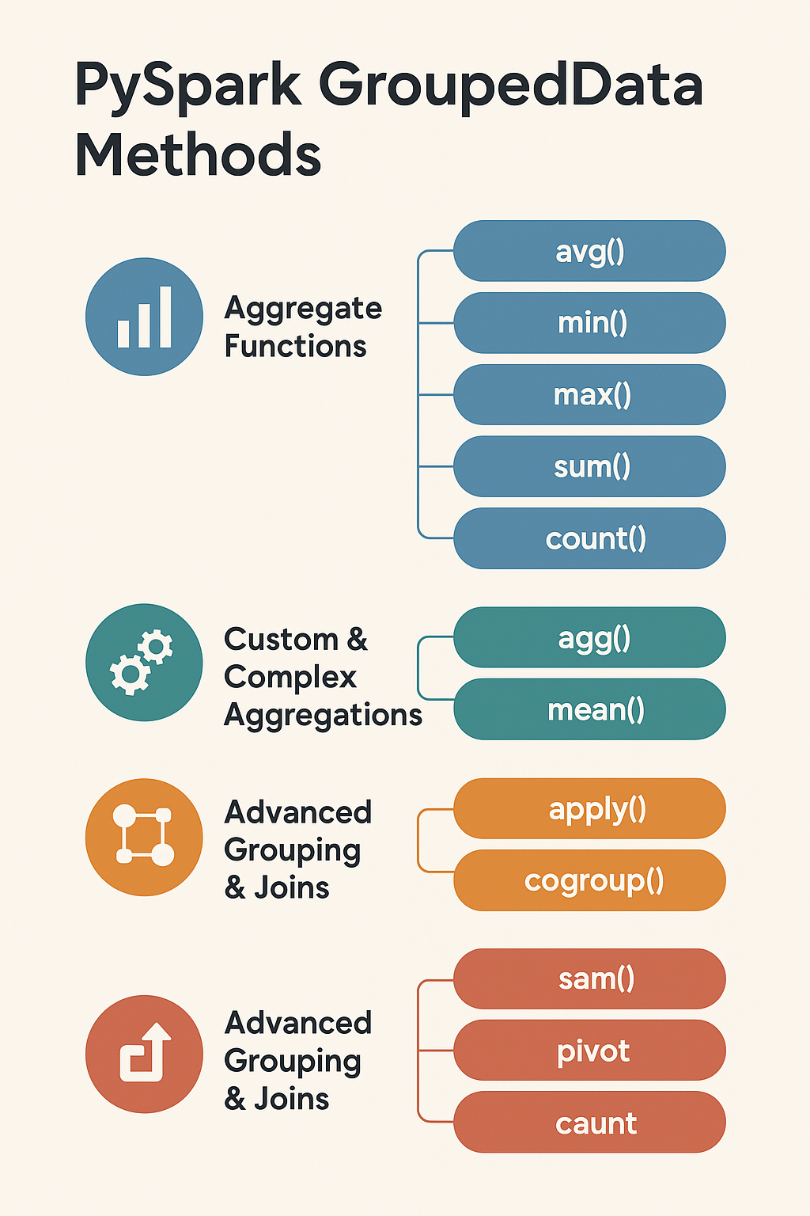 PySpark GroupedData
Methods
Aggregate
Functions
avg()
min()
max()
sum()
count()
Custom &
Complex
Aggregations
agg()
mean()
Advanced
Grouping
& Joins
apply()
cogroup()
Advanced
Grouping
& Joins
sam()
pivot
caunt